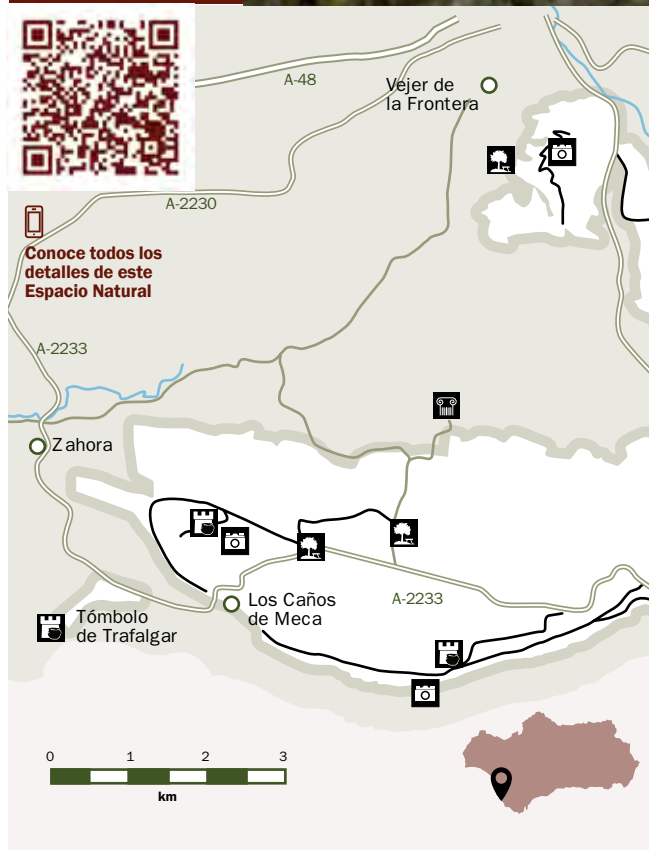 A-48
Vejer de
la Frontera
A-2230
Conoce todos los
detalles de este
Espacio Natural
A-2233
Zahora
Los Caños
de Meca
A-2233
Tómbolo
de Trafalgar
0 1 2 3
km